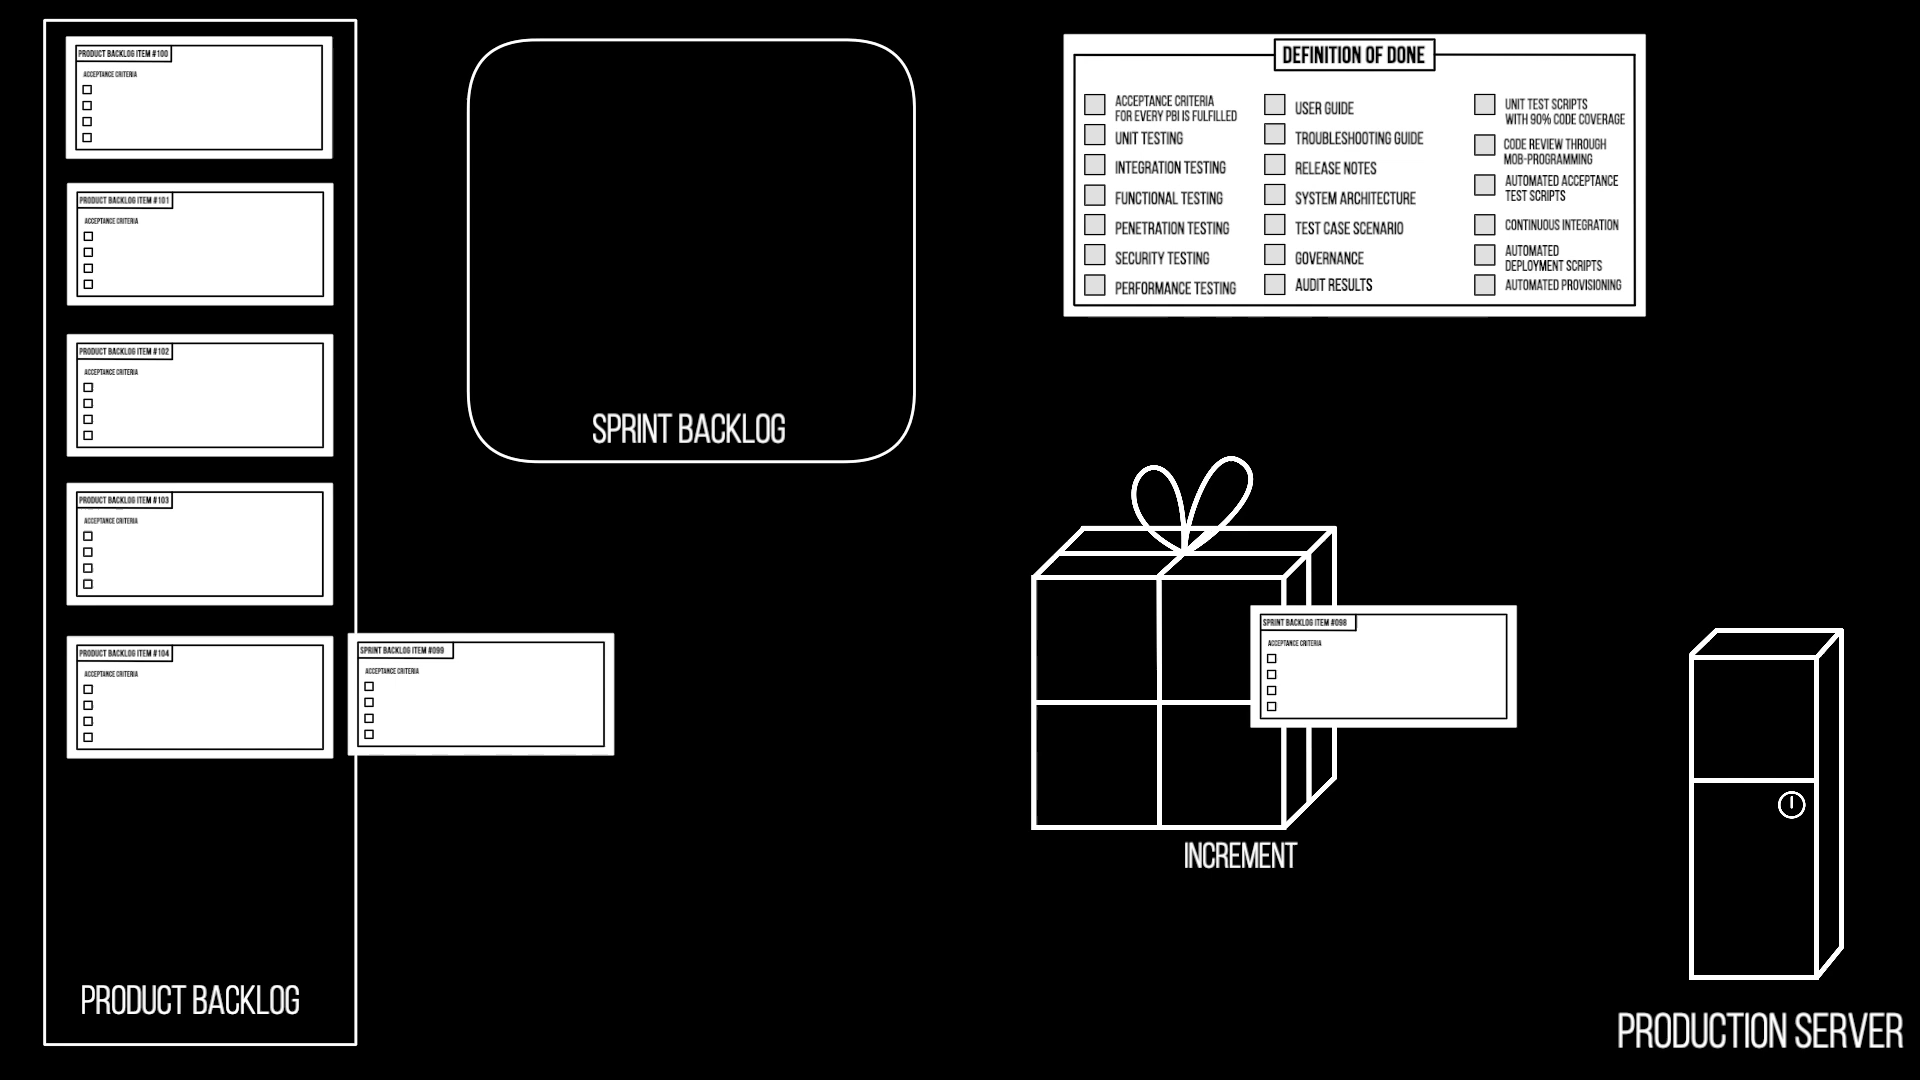 PRODUCT BACKLOG ITEM #100
ACCEPTANCE CRITERIA
PRODUCT BACKLOG ITEM #101
ACCEPTANCE CRITERIA
PRODUCT BACKLOG ITEM #102
ACCEPTANCE CRITERIA
PRODUCT BACKLOG ITEM #103
ACCEPTANCE CRITERIA
PRODUCT BACKLOG ITEM #104
ACCEPTANCE CRITERIA
PRODUCT BACKLOG
SPRINT BACKLOG ITEM #099
ACCEPTANCE CRITERIA
SPRINT BACKLOG
DEFINITION OF DONE
ACCEPTANCE CRITERIA
FOR EVERY PBI IS FULFILLED
UNIT TESTING
INTEGRATION TESTING
FUNCTIONAL TESTING
PENETRATION TESTING
SECURITY TESTING
PERFORMANCE TESTING
USER GUIDE
TROUBLESHOOTING GUIDE
RELEASE NOTES
SYSTEM ARCHITECTURE
TEST CASE SCENARIO
GOVERNANCE
AUDIT RESULTS
UNIT TEST SCRIPTS
WITH 90% CODE COVERAGE
CODE REVIEW THROUGH
MOB-PROGRAMMING
AUTOMATED ACCEPTANCE
TEST SCRIPTS
CONTINUOUS INTEGRATION
AUTOMATED
DEPLOYMENT SCRIPTS
AUTOMATED PROVISIONING
SPRINT BACKLOG ITEM #098
ACCEPTANCE CRITERIA
INCREMENT
PRODUCTION SERVER